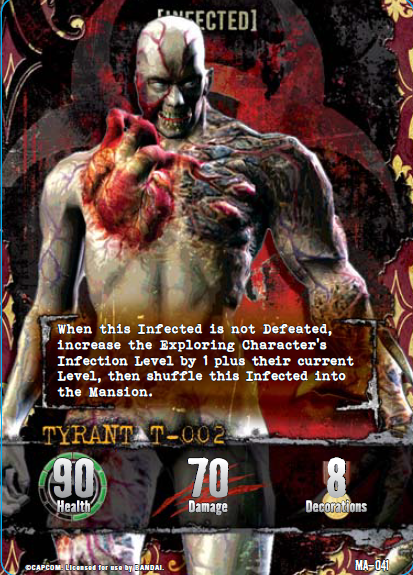 [INFECTED]
When this Infected is not Defeated,
increase the Exploring Character's
Infection Level by 1 plus their current
Level, then shuffle this Infected into
the Mansion.
TYRANT T-002
90 70 8
Health Damage Decorations
©CAPCOM. Licensed for use by BANDAI. MA-041